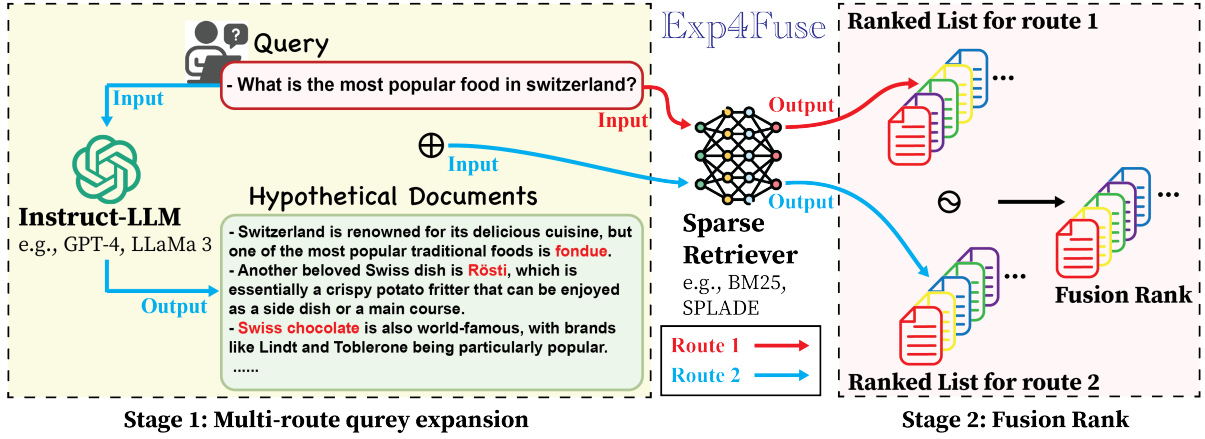 Exp4Fuse
Query
- What is the most popular food in switzerland?
Input
Input
⊕
Input
Instruct-LLM
e.g., GPT-4, LLaMa 3
Output
Hypothetical Documents
- Switzerland is renowned for its delicious cuisine, but
one of the most popular traditional foods is fondue.
- Another beloved Swiss dish is Rösti, which is
essentially a crispy potato fritter that can be enjoyed
as a side dish or a main course.
- Swiss chocolate is also world-famous, with brands
like Lindt and Toblerone being particularly popular.
......
Stage 1: Multi-route qurey expansion
Sparse
Retriever
e.g., BM25,
SPLADE
Output
Output
Route 1
Route 2
Ranked List for route 1
...
...
Fusion Rank
...
Ranked List for route 2
Stage 2: Fusion Rank